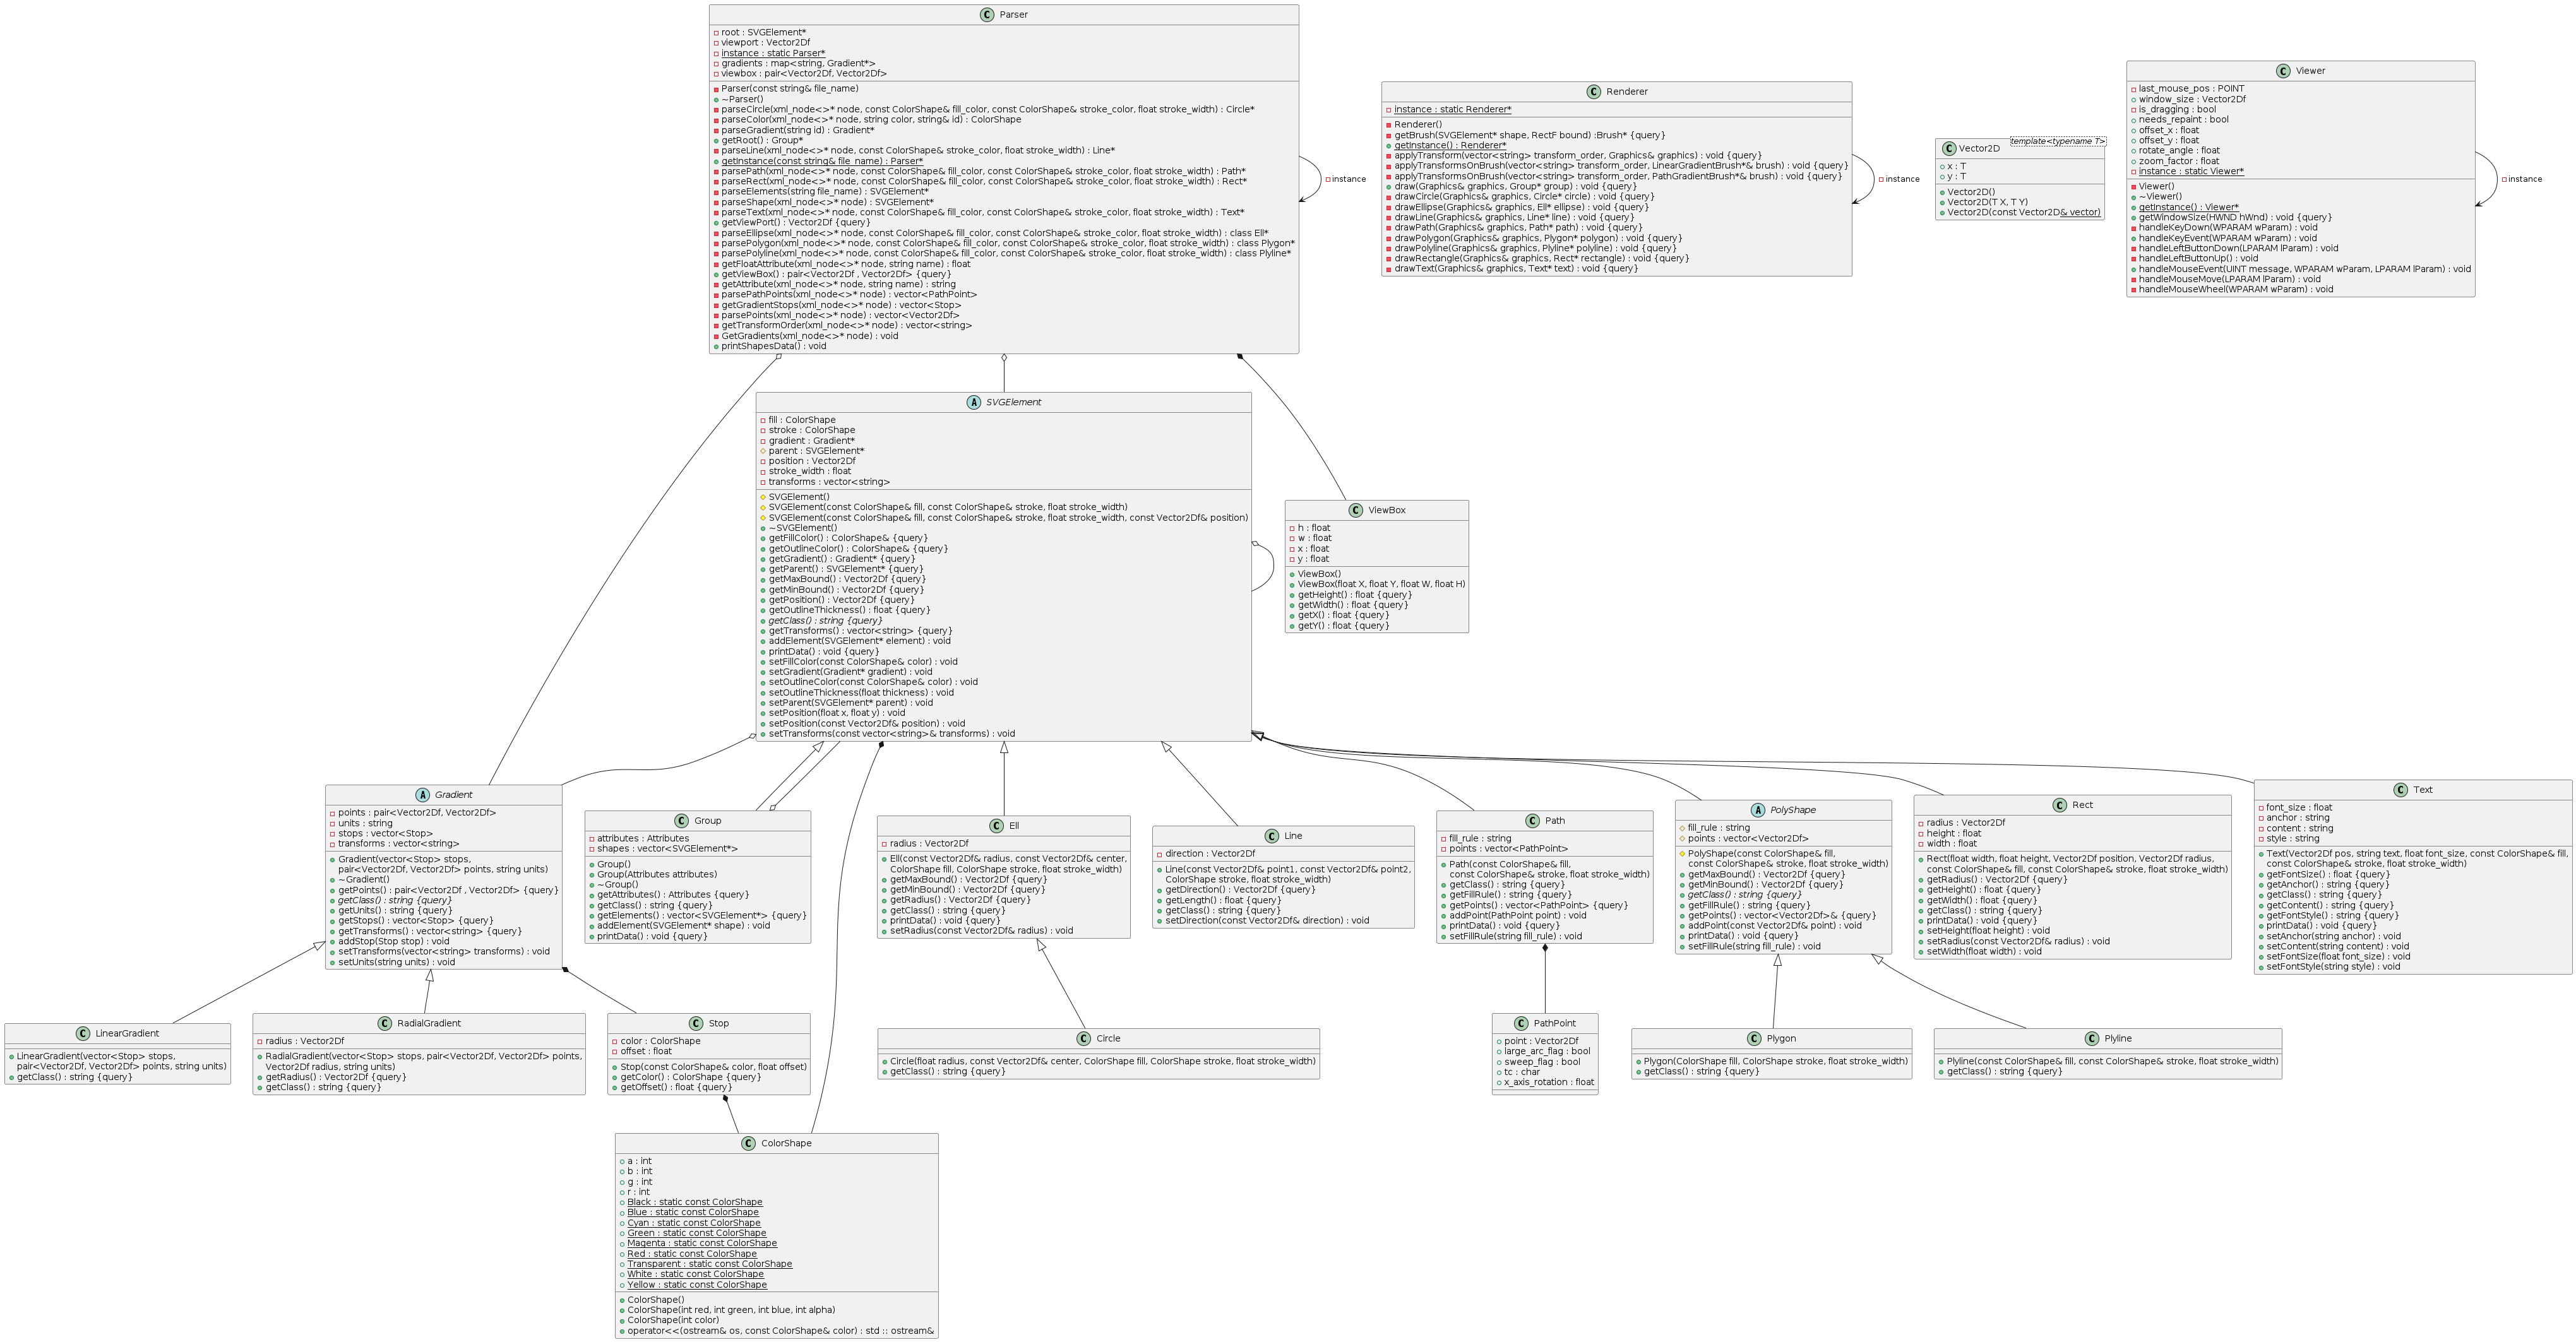 Parser
root : SVGElement*
viewport : Vector2Df
instance : static Parser*
gradients : map<string, Gradient*>
viewbox : pair<Vector2Df, Vector2Df>
Parser(const string& file_name)
~Parser()
parseCircle(xml_node<>* node, const ColorShape& fill_color, const ColorShape& stroke_color, float stroke_width) : Circle*
parseColor(xml_node<>* node, string color, string& id) : ColorShape
parseGradient(string id) : Gradient*
getRoot() : Group*
parseLine(xml_node<>* node, const ColorShape& stroke_color, float stroke_width) : Line*
getInstance(const string& file_name) : Parser*
parsePath(xml_node<>* node, const ColorShape& fill_color, const ColorShape& stroke_color, float stroke_width) : Path*
parseRect(xml_node<>* node, const ColorShape& fill_color, const ColorShape& stroke_color, float stroke_width) : Rect*
parseElements(string file_name) : SVGElement*
parseShape(xml_node<>* node) : SVGElement*
parseText(xml_node<>* node, const ColorShape& fill_color, const ColorShape& stroke_color, float stroke_width) : Text*
getViewPort() : Vector2Df {query}
parseEllipse(xml_node<>* node, const ColorShape& fill_color, const ColorShape& stroke_color, float stroke_width) : class Ell*
parsePolygon(xml_node<>* node, const ColorShape& fill_color, const ColorShape& stroke_color, float stroke_width) : class Plygon*
parsePolyline(xml_node<>* node, const ColorShape& fill_color, const ColorShape& stroke_color, float stroke_width) : class Plyline*
getFloatAttribute(xml_node<>* node, string name) : float
getViewBox() : pair<Vector2Df , Vector2Df> {query}
getAttribute(xml_node<>* node, string name) : string
parsePathPoints(xml_node<>* node) : vector<PathPoint>
getGradientStops(xml_node<>* node) : vector<Stop>
parsePoints(xml_node<>* node) : vector<Vector2Df>
getTransformOrder(xml_node<>* node) : vector<string>
GetGradients(xml_node<>* node) : void
printShapesData() : void
instance
Renderer
instance : static Renderer*
Renderer()
getBrush(SVGElement* shape, RectF bound) :Brush* {query}
getInstance() : Renderer*
applyTransform(vector<string> transform_order, Graphics& graphics) : void {query}
applyTransformsOnBrush(vector<string> transform_order, LinearGradientBrush*& brush) : void {query}
applyTransformsOnBrush(vector<string> transform_order, PathGradientBrush*& brush) : void {query}
draw(Graphics& graphics, Group* group) : void {query}
drawCircle(Graphics& graphics, Circle* circle) : void {query}
drawEllipse(Graphics& graphics, Ell* ellipse) : void {query}
drawLine(Graphics& graphics, Line* line) : void {query}
drawPath(Graphics& graphics, Path* path) : void {query}
drawPolygon(Graphics& graphics, Plygon* polygon) : void {query}
drawPolyline(Graphics& graphics, Plyline* polyline) : void {query}
drawRectangle(Graphics& graphics, Rect* rectangle) : void {query}
drawText(Graphics& graphics, Text* text) : void {query}
instance
Vector2D
template<typename T>
x : T
y : T
Vector2D()
Vector2D(T X, T Y)
Vector2D(const Vector2D& vector)
Viewer
last_mouse_pos : POINT
window_size : Vector2Df
is_dragging : bool
needs_repaint : bool
offset_x : float
offset_y : float
rotate_angle : float
zoom_factor : float
instance : static Viewer*
Viewer()
~Viewer()
getInstance() : Viewer*
getWindowSize(HWND hWnd) : void {query}
handleKeyDown(WPARAM wParam) : void
handleKeyEvent(WPARAM wParam) : void
handleLeftButtonDown(LPARAM lParam) : void
handleLeftButtonUp() : void
handleMouseEvent(UINT message, WPARAM wParam, LPARAM lParam) : void
handleMouseMove(LPARAM lParam) : void
handleMouseWheel(WPARAM wParam) : void
instance
SVGElement
fill : ColorShape
stroke : ColorShape
gradient : Gradient*
parent : SVGElement*
position : Vector2Df
stroke_width : float
transforms : vector<string>
SVGElement()
SVGElement(const ColorShape& fill, const ColorShape& stroke, float stroke_width)
SVGElement(const ColorShape& fill, const ColorShape& stroke, float stroke_width, const Vector2Df& position)
~SVGElement()
getFillColor() : ColorShape& {query}
getOutlineColor() : ColorShape& {query}
getGradient() : Gradient* {query}
getParent() : SVGElement* {query}
getMaxBound() : Vector2Df {query}
getMinBound() : Vector2Df {query}
getPosition() : Vector2Df {query}
getOutlineThickness() : float {query}
getClass() : string {query}
getTransforms() : vector<string> {query}
addElement(SVGElement* element) : void
printData() : void {query}
setFillColor(const ColorShape& color) : void
setGradient(Gradient* gradient) : void
setOutlineColor(const ColorShape& color) : void
setOutlineThickness(float thickness) : void
setParent(SVGElement* parent) : void
setPosition(float x, float y) : void
setPosition(const Vector2Df& position) : void
setTransforms(const vector<string>& transforms) : void
ViewBox
h : float
w : float
x : float
y : float
ViewBox()
ViewBox(float X, float Y, float W, float H)
getHeight() : float {query}
getWidth() : float {query}
getX() : float {query}
getY() : float {query}
Gradient
points : pair<Vector2Df, Vector2Df>
units : string
stops : vector<Stop>
transforms : vector<string>
Gradient(vector<Stop> stops,
pair<Vector2Df, Vector2Df> points, string units)
~Gradient()
getPoints() : pair<Vector2Df , Vector2Df> {query}
getClass() : string {query}
getUnits() : string {query}
getStops() : vector<Stop> {query}
getTransforms() : vector<string> {query}
addStop(Stop stop) : void
setTransforms(vector<string> transforms) : void
setUnits(string units) : void
Group
attributes : Attributes
shapes : vector<SVGElement*>
Group()
Group(Attributes attributes)
~Group()
getAttributes() : Attributes {query}
getClass() : string {query}
getElements() : vector<SVGElement*> {query}
addElement(SVGElement* shape) : void
printData() : void {query}
Ell
radius : Vector2Df
Ell(const Vector2Df& radius, const Vector2Df& center,
ColorShape fill, ColorShape stroke, float stroke_width)
getMaxBound() : Vector2Df {query}
getMinBound() : Vector2Df {query}
getRadius() : Vector2Df {query}
getClass() : string {query}
printData() : void {query}
setRadius(const Vector2Df& radius) : void
Line
direction : Vector2Df
Line(const Vector2Df& point1, const Vector2Df& point2,
ColorShape stroke, float stroke_width)
getDirection() : Vector2Df {query}
getLength() : float {query}
getClass() : string {query}
setDirection(const Vector2Df& direction) : void
Path
fill_rule : string
points : vector<PathPoint>
Path(const ColorShape& fill,
const ColorShape& stroke, float stroke_width)
getClass() : string {query}
getFillRule() : string {query}
getPoints() : vector<PathPoint> {query}
addPoint(PathPoint point) : void
printData() : void {query}
setFillRule(string fill_rule) : void
PolyShape
fill_rule : string
points : vector<Vector2Df>
PolyShape(const ColorShape& fill,
const ColorShape& stroke, float stroke_width)
getMaxBound() : Vector2Df {query}
getMinBound() : Vector2Df {query}
getClass() : string {query}
getFillRule() : string {query}
getPoints() : vector<Vector2Df>& {query}
addPoint(const Vector2Df& point) : void
printData() : void {query}
setFillRule(string fill_rule) : void
Rect
radius : Vector2Df
height : float
width : float
Rect(float width, float height, Vector2Df position, Vector2Df radius,
const ColorShape& fill, const ColorShape& stroke, float stroke_width)
getRadius() : Vector2Df {query}
getHeight() : float {query}
getWidth() : float {query}
getClass() : string {query}
printData() : void {query}
setHeight(float height) : void
setRadius(const Vector2Df& radius) : void
setWidth(float width) : void
Text
font_size : float
anchor : string
content : string
style : string
Text(Vector2Df pos, string text, float font_size, const ColorShape& fill,
const ColorShape& stroke, float stroke_width)
getFontSize() : float {query}
getAnchor() : string {query}
getClass() : string {query}
getContent() : string {query}
getFontStyle() : string {query}
printData() : void {query}
setAnchor(string anchor) : void
setContent(string content) : void
setFontSize(float font_size) : void
setFontStyle(string style) : void
LinearGradient
LinearGradient(vector<Stop> stops,
pair<Vector2Df, Vector2Df> points, string units)
getClass() : string {query}
RadialGradient
radius : Vector2Df
RadialGradient(vector<Stop> stops, pair<Vector2Df, Vector2Df> points,
Vector2Df radius, string units)
getRadius() : Vector2Df {query}
getClass() : string {query}
Stop
color : ColorShape
offset : float
Stop(const ColorShape& color, float offset)
getColor() : ColorShape {query}
getOffset() : float {query}
Circle
Circle(float radius, const Vector2Df& center, ColorShape fill, ColorShape stroke, float stroke_width)
getClass() : string {query}
PathPoint
point : Vector2Df
large_arc_flag : bool
sweep_flag : bool
tc : char
x_axis_rotation : float
Plygon
Plygon(ColorShape fill, ColorShape stroke, float stroke_width)
getClass() : string {query}
Plyline
Plyline(const ColorShape& fill, const ColorShape& stroke, float stroke_width)
getClass() : string {query}
ColorShape
a : int
b : int
g : int
r : int
Black : static const ColorShape
Blue : static const ColorShape
Cyan : static const ColorShape
Green : static const ColorShape
Magenta : static const ColorShape
Red : static const ColorShape
Transparent : static const ColorShape
White : static const ColorShape
Yellow : static const ColorShape
ColorShape()
ColorShape(int red, int green, int blue, int alpha)
ColorShape(int color)
operator<<(ostream& os, const ColorShape& color) : std :: ostream&